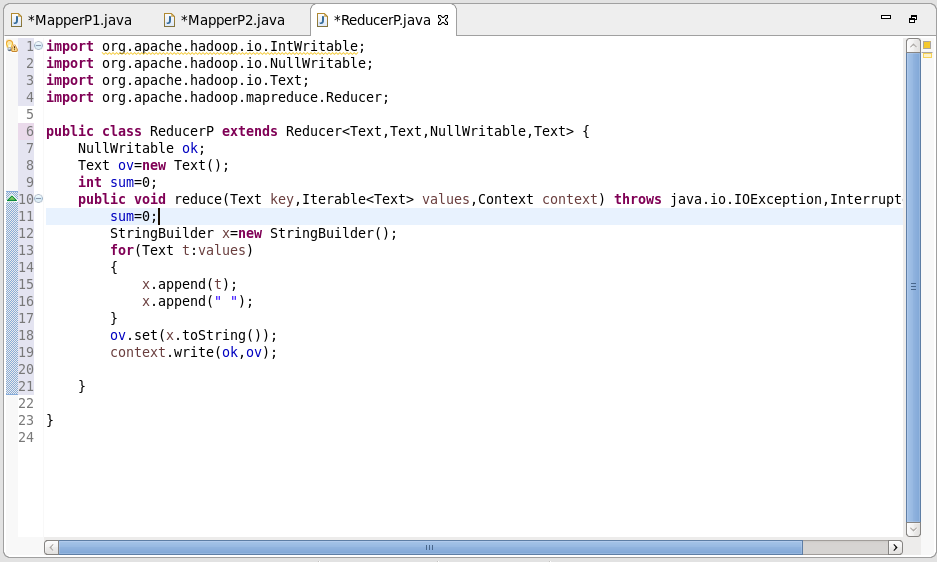 *MapperP1.java *MapperP2.java *ReducerP.java
1 import org.apache.hadoop.io.IntWritable;
2 import org.apache.hadoop.io.NullWritable;
3 import org.apache.hadoop.io.Text;
4 import org.apache.hadoop.mapreduce.Reducer;
5
6 public class ReducerP extends Reducer<Text,Text,NullWritable,Text> {
7 NullWritable ok;
8 Text ov=new Text();
9 int sum=0;
10 public void reduce(Text key,Iterable<Text> values,Context context) throws java.io.IOException,Interrupt
11 sum=0;
12 StringBuilder x=new StringBuilder();
13 for(Text t:values)
14 {
15 x.append(t);
16 x.append(" ");
17 }
18 ov.set(x.toString());
19 context.write(ok,ov);
20
21 }
22
23 }
24